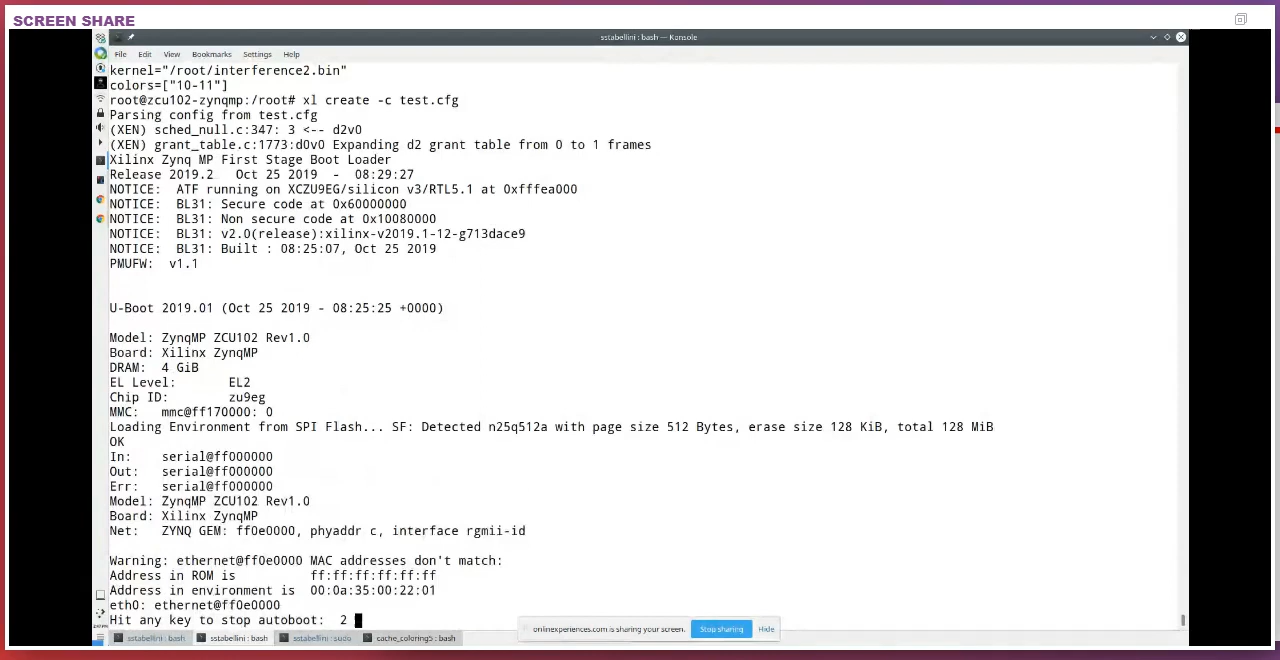 SCREEN SHARE
sstabellini : bash — Konsole
File Edit View Bookmarks Settings Help
kernel="/root/interference2.bin"
colors=["10-11"]
root@zcu102-zynqmp:/root# xl create -c test.cfg
Parsing config from test.cfg
(XEN) sched_null.c:347: 3 <-- d2v0
(XEN) grant_table.c:1773:d0v0 Expanding d2 grant table from 0 to 1 frames
Xilinx Zynq MP First Stage Boot Loader
Release 2019.2 Oct 25 2019 - 08:29:27
NOTICE: ATF running on XCZU9EG/silicon v3/RTL5.1 at 0xfffea000
NOTICE: BL31: Secure code at 0x60000000
NOTICE: BL31: Non secure code at 0x10080000
NOTICE: BL31: v2.0(release):xilinx-v2019.1-12-g713dace9
NOTICE: BL31: Built : 08:25:07, Oct 25 2019
PMUFW: v1.1
U-Boot 2019.01 (Oct 25 2019 - 08:25:25 +0000)
Model: ZynqMP ZCU102 Rev1.0
Board: Xilinx ZynqMP
DRAM: 4 GiB
EL Level: EL2
Chip ID: zu9eg
MMC: mmc@ff170000: 0
Loading Environment from SPI Flash... SF: Detected n25q512a with page size 512 Bytes, erase size 128 KiB, total 128 MiB
OK
In: serial@ff000000
Out: serial@ff000000
Err: serial@ff000000
Model: ZynqMP ZCU102 Rev1.0
Board: Xilinx ZynqMP
Net: ZYNQ GEM: ff0e0000, phyaddr c, interface rgmii-id
Warning: ethernet@ff0e0000 MAC addresses don't match:
Address in ROM is ff:ff:ff:ff:ff:ff
Address in environment is 00:0a:35:00:22:01
eth0: ethernet@ff0e0000
Hit any key to stop autoboot: 2
onlinexperiences.com is sharing your screen. Stop sharing Hide
sstabellini : bash sstabellini : bash sstabellini : sudo cache_coloring5 : bash